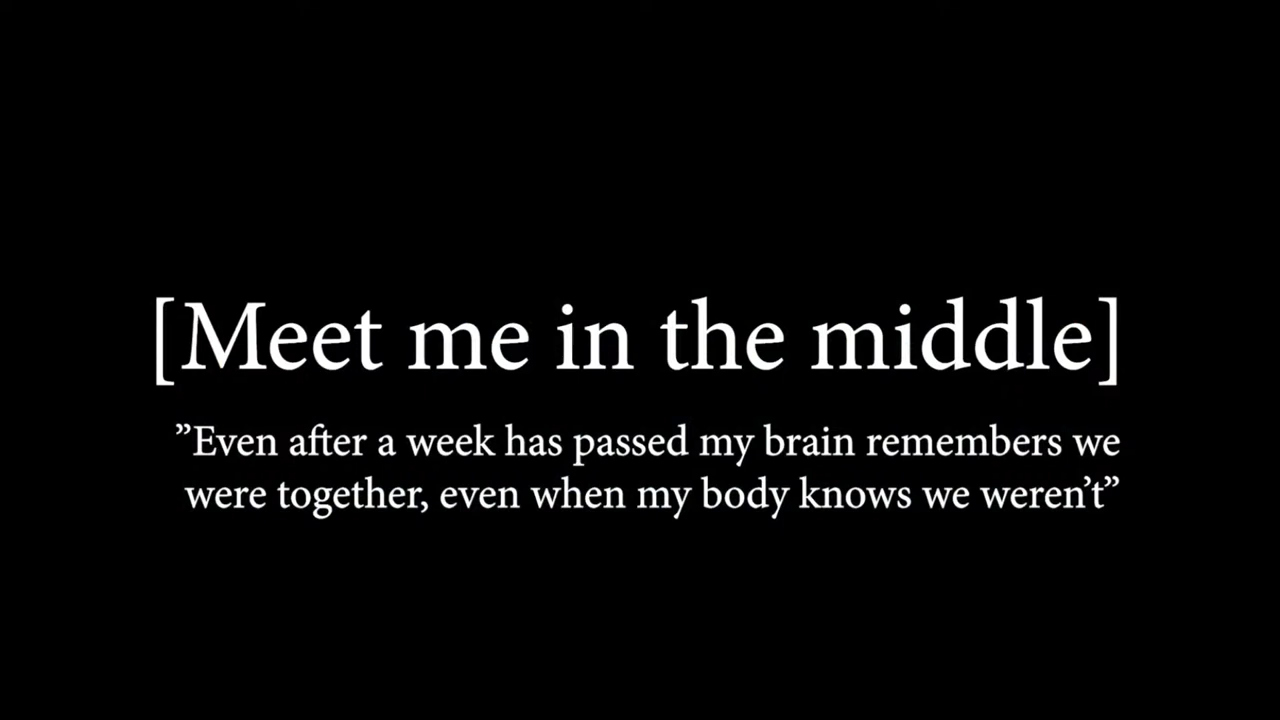 [Meet me in the middle]
”Even after a week has passed my brain remembers we
were together, even when my body knows we weren’t”